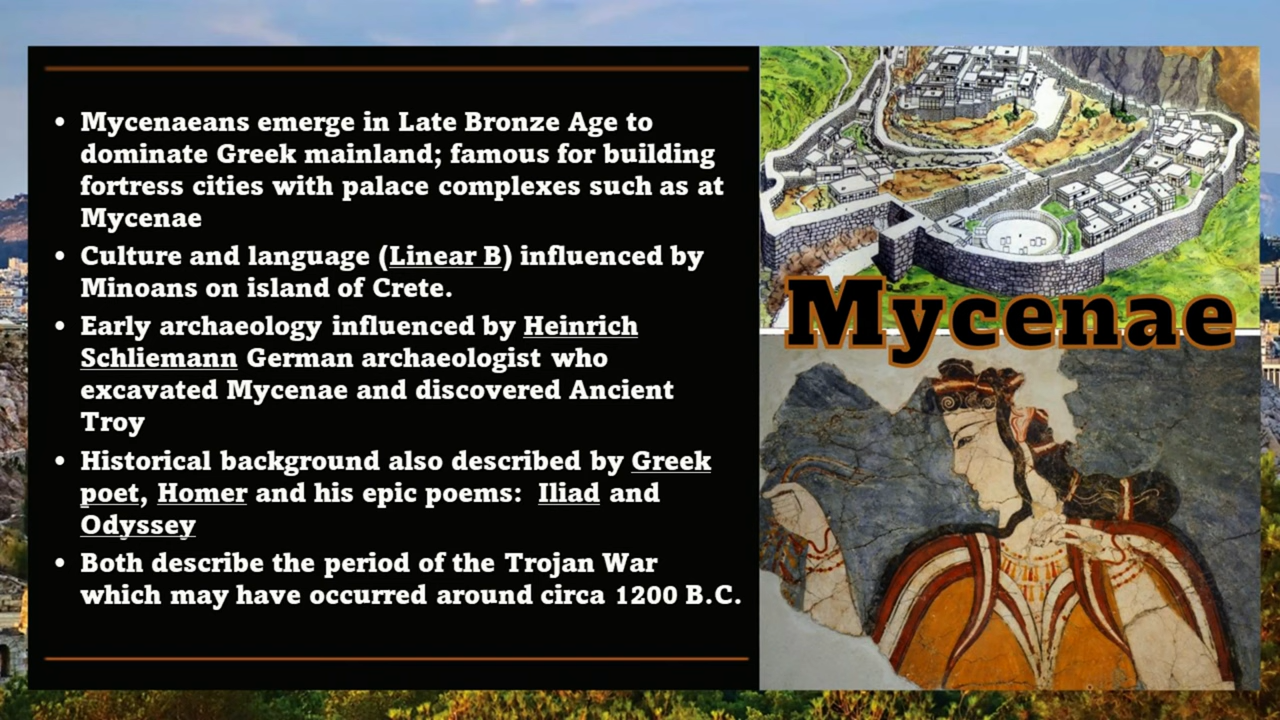 • Mycenaeans emerge in Late Bronze Age to
dominate Greek mainland; famous for building
fortress cities with palace complexes such as at
Mycenae
• Culture and language (Linear B) influenced by
Minoans on island of Crete.
• Early archaeology influenced by Heinrich
Schliemann German archaeologist who
excavated Mycenae and discovered Ancient
Troy
• Historical background also described by Greek
poet, Homer and his epic poems: Iliad and
Odyssey
• Both describe the period of the Trojan War
which may have occurred around circa 1200 B.C.
Mycenae